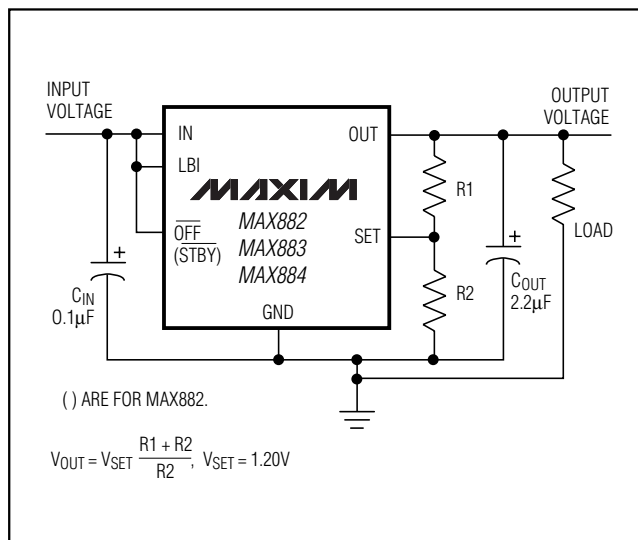 INPUT
VOLTAGE
OUTPUT
VOLTAGE
IN
OUT
LBI
MAXIM
R1
OFF
(STBY)
MAX882
MAX883
MAX884
SET
LOAD
CIN
0.1µF
R2
COUT
2.2µF
GND
( ) ARE FOR MAX882.
VOUT = VSET (R1 + R2)/R2, VSET = 1.20V